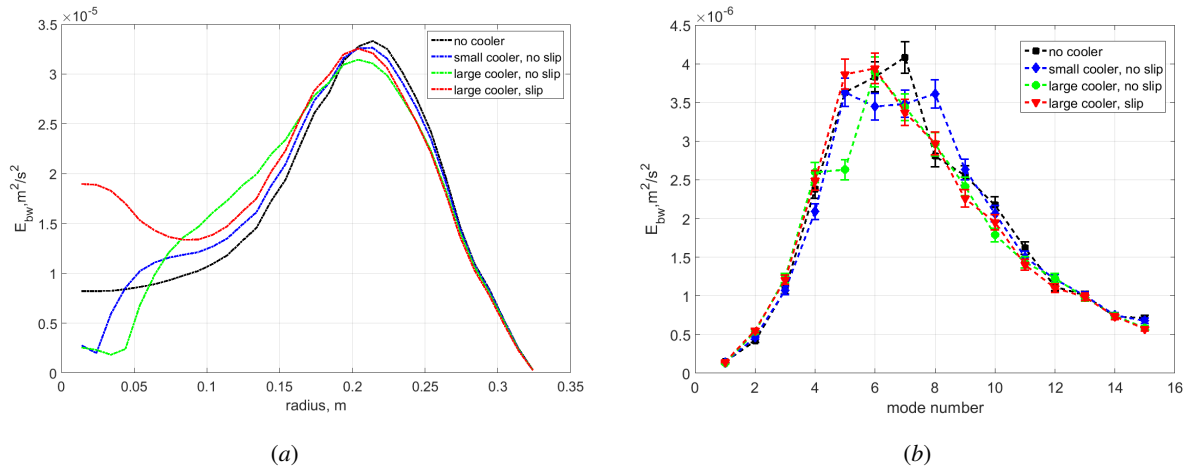 ×10⁻⁵
3.5
3
2.5
2
1.5
1
0.5
0
0 0.05 0.1 0.15 0.2 0.25 0.3 0.35
radius, m
E_bw,m²/s²
no cooler
small cooler, no slip
large cooler, no slip
large cooler, slip
(a)
×10⁻⁶
4.5
4
3.5
3
2.5
2
1.5
1
0.5
0
0 2 4 6 8 10 12 14 16
mode number
E_bw,m²/s²
no cooler
small cooler, no slip
large cooler, no slip
large cooler, slip
(b)